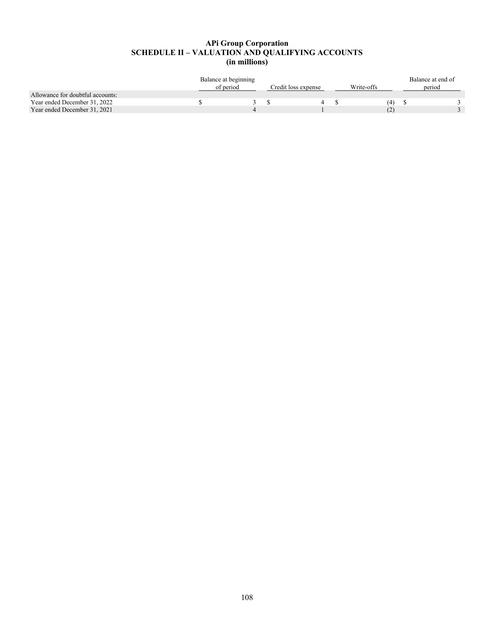 APi Group Corporation
SCHEDULE II – VALUATION AND QUALIFYING ACCOUNTS
(in millions)
Balance at beginning of period Credit loss expense Write-offs Balance at end of period
Allowance for doubtful accounts:
Year ended December 31, 2022 $ 3 $ 4 $ (4) $ 3
Year ended December 31, 2021 4 1 (2) 3
108